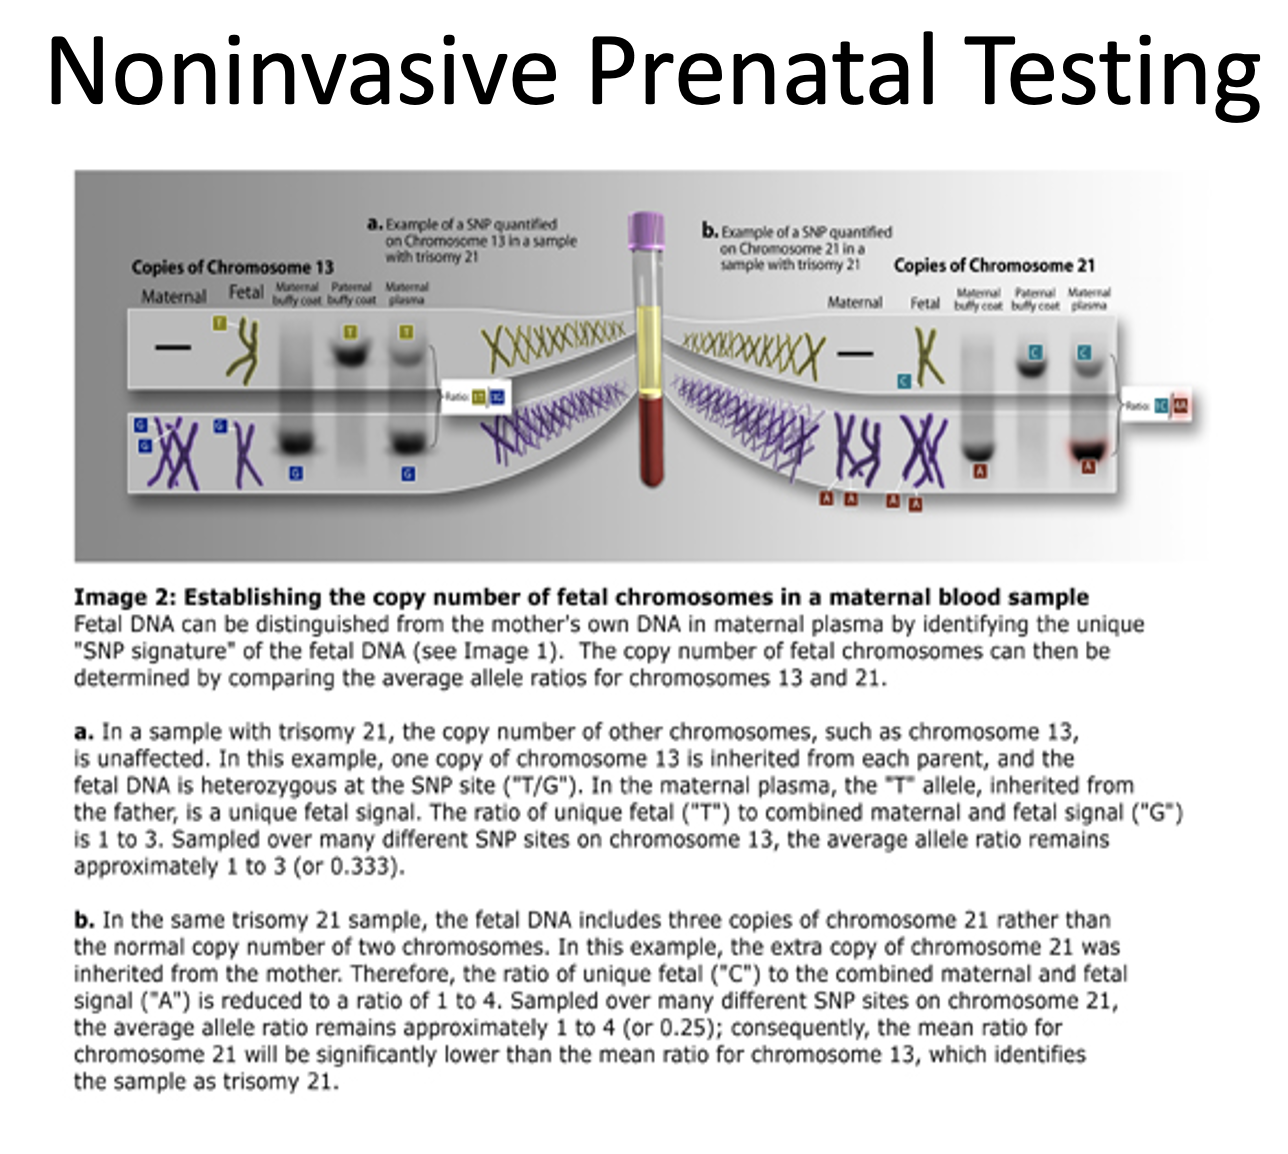 Noninvasive Prenatal Testing
a. Example of a SNP quantified
on Chromosome 13 in a sample
with trisomy 21
b. Example of a SNP quantified
on Chromosome 21 in a
sample with trisomy 21
Copies of Chromosome 13
Maternal Fetal Maternal buffy coat Paternal buffy coat Maternal plasma
T T T
Ratio: 1T 3G
G G G
G G
Copies of Chromosome 21
Maternal Fetal Maternal buffy coat Paternal buffy coat Maternal plasma
C C C
Ratio: 1C 4A
A A A A A A
Image 2: Establishing the copy number of fetal chromosomes in a maternal blood sample
Fetal DNA can be distinguished from the mother's own DNA in maternal plasma by identifying the unique
"SNP signature" of the fetal DNA (see Image 1). The copy number of fetal chromosomes can then be
determined by comparing the average allele ratios for chromosomes 13 and 21.
a. In a sample with trisomy 21, the copy number of other chromosomes, such as chromosome 13,
is unaffected. In this example, one copy of chromosome 13 is inherited from each parent, and the
fetal DNA is heterozygous at the SNP site ("T/G"). In the maternal plasma, the "T" allele, inherited from
the father, is a unique fetal signal. The ratio of unique fetal ("T") to combined maternal and fetal signal ("G")
is 1 to 3. Sampled over many different SNP sites on chromosome 13, the average allele ratio remains
approximately 1 to 3 (or 0.333).
b. In the same trisomy 21 sample, the fetal DNA includes three copies of chromosome 21 rather than
the normal copy number of two chromosomes. In this example, the extra copy of chromosome 21 was
inherited from the mother. Therefore, the ratio of unique fetal ("C") to the combined maternal and fetal
signal ("A") is reduced to a ratio of 1 to 4. Sampled over many different SNP sites on chromosome 21,
the average allele ratio remains approximately 1 to 4 (or 0.25); consequently, the mean ratio for
chromosome 21 will be significantly lower than the mean ratio for chromosome 13, which identifies
the sample as trisomy 21.